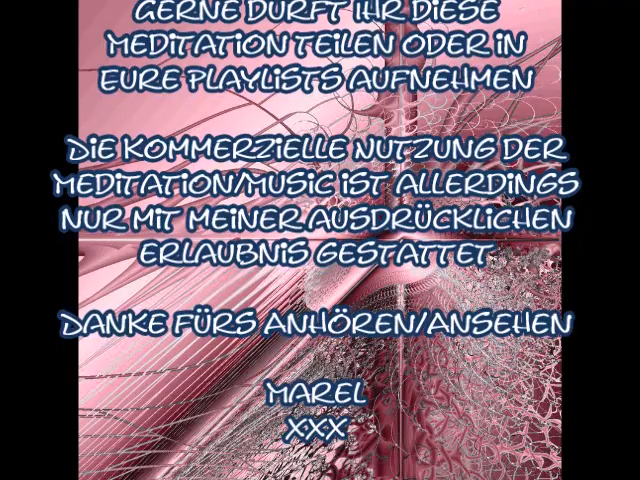 GERNE DÜRFT IHR DIESE
MEDITATION TEILEN ODER IN
EURE PLAYLISTS AUFNEHMEN
DIE KOMMERZIELLE NUTZUNG DER
MEDITATION/MUSIC IST ALLERDINGS
NUR MIT MEINER AUSDRÜCKLICHEN
ERLAUBNIS GESTATTET
DANKE FÜRS ANHÖREN/ANSEHEN
MAREL
XXX